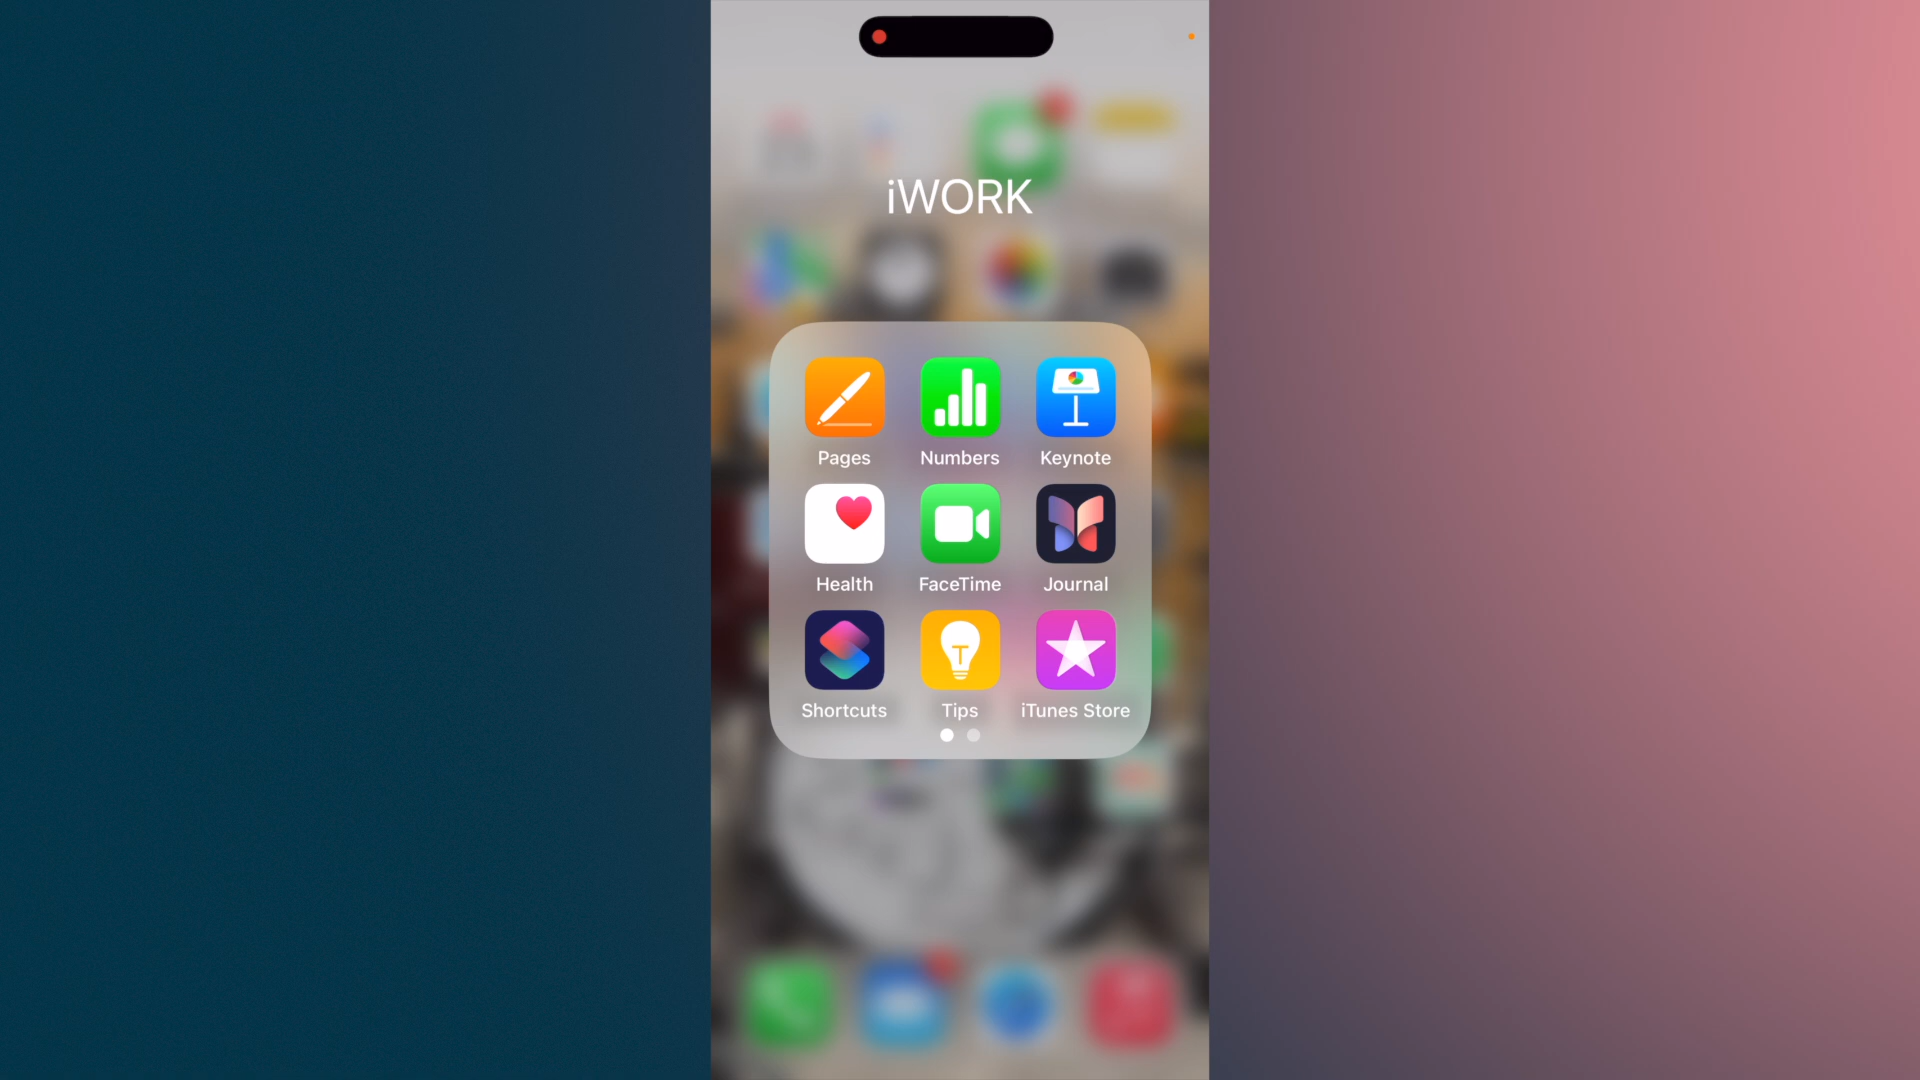 iWORK
Pages Numbers Keynote
Health FaceTime Journal
T
Shortcuts Tips iTunes Store